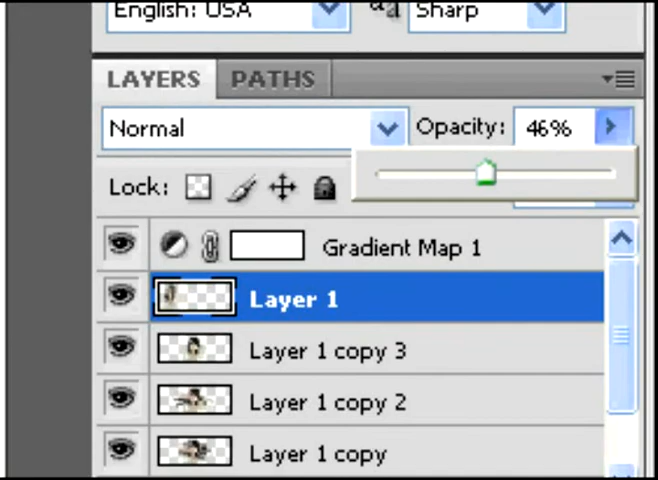 English: USA aa Sharp
LAYERS PATHS
Normal Opacity: 46%
Lock:
Gradient Map 1
Layer 1
Layer 1 copy 3
Layer 1 copy 2
Layer 1 copy